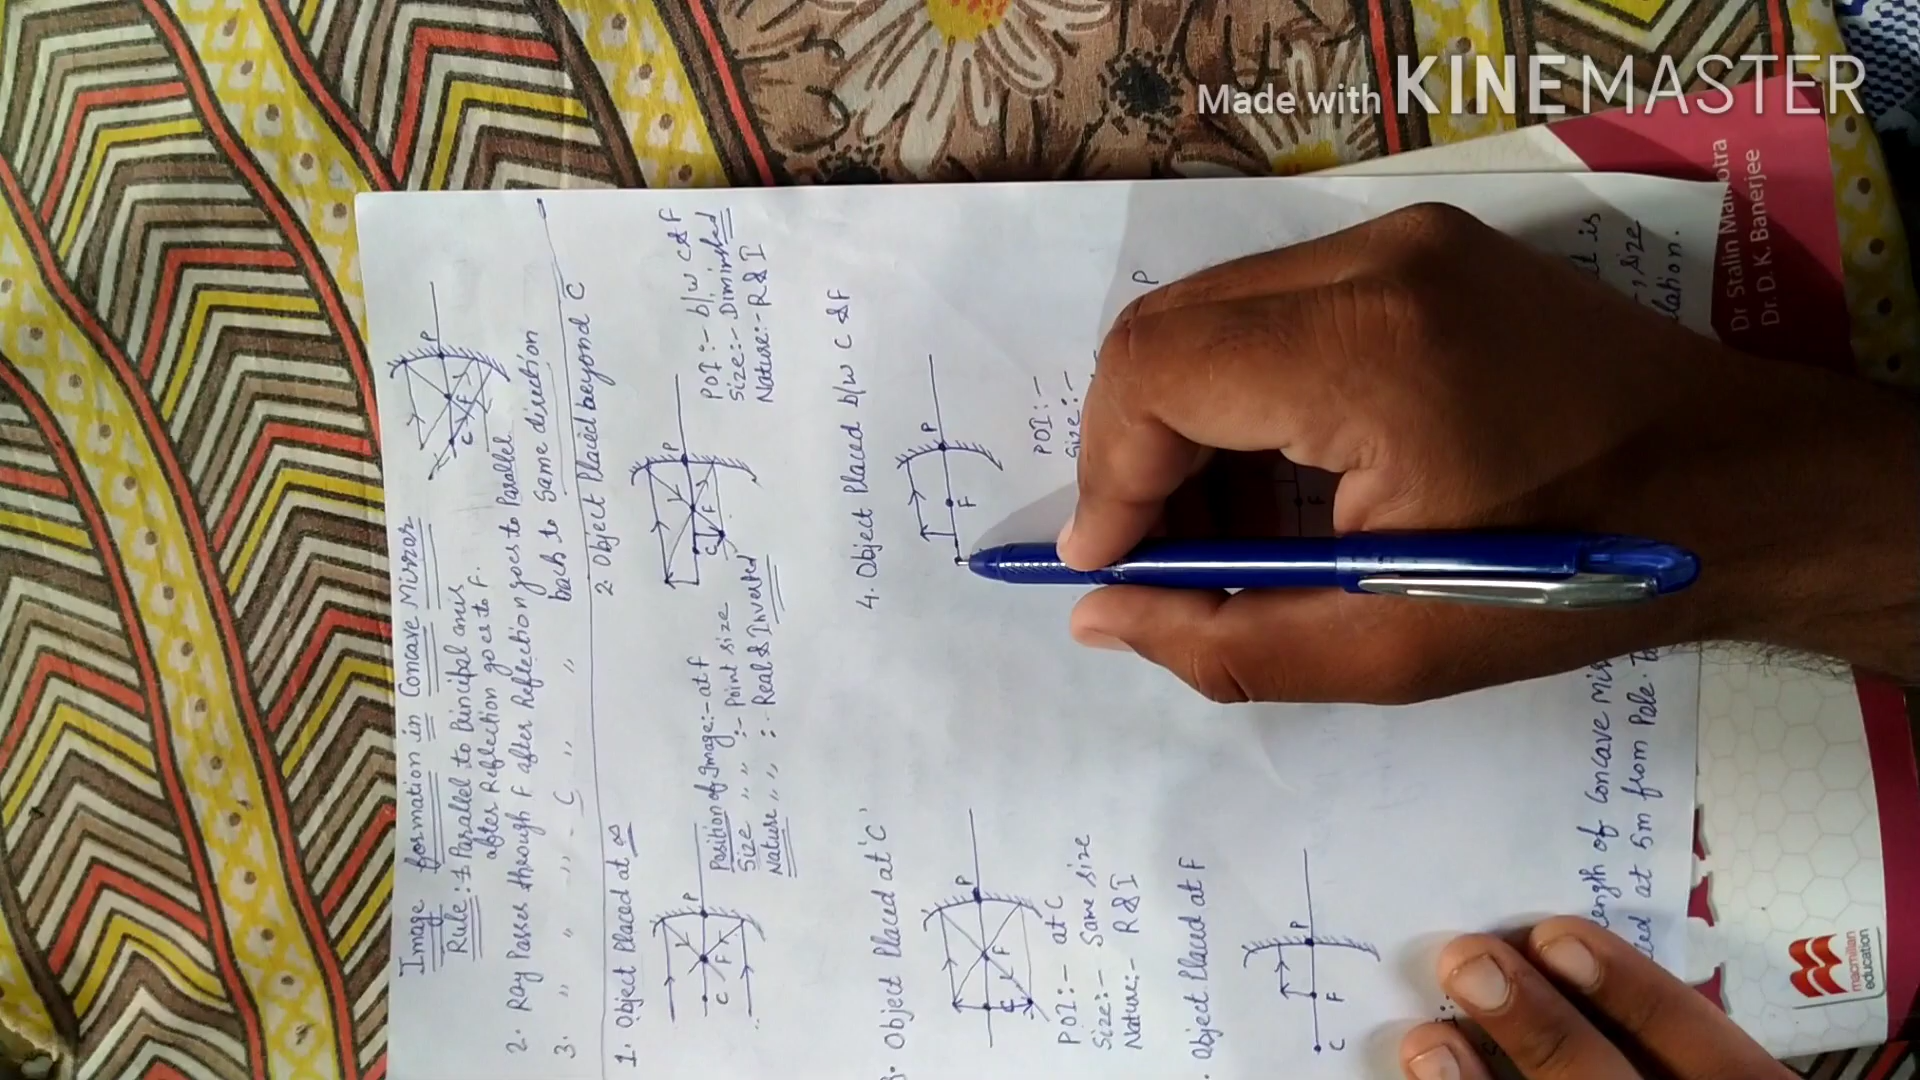 Made with KINEMASTER
Image formation in Concave Mirror
Rule:- 1 Parallel to Principal axis
after Reflection goes to F.
2. Ray Passes through F after Reflection goes to Parallel
3. " " " - C " " " back to Same direction
1. Object Placed at ∞
C F P
Position of Image:- at F
Size " " :- Point size
Nature " " :- Real & Inverted
2. Object Placed beyond C
C F P
POI:- b/w C & F
Size:- Diminished
Nature:- R & I
3. Object Placed at 'C'
C F P
POI:- at C
Size:- Same size
Nature:- R & I
4. Object Placed b/w C & F
F P
POI:-
Size:-
Object Placed at F
C F P
F
P
length of Concave
at 5m from Pole.
is
, size
Dr Stalin Malhotra
Dr. D. K. Banerjee
macmillan
education